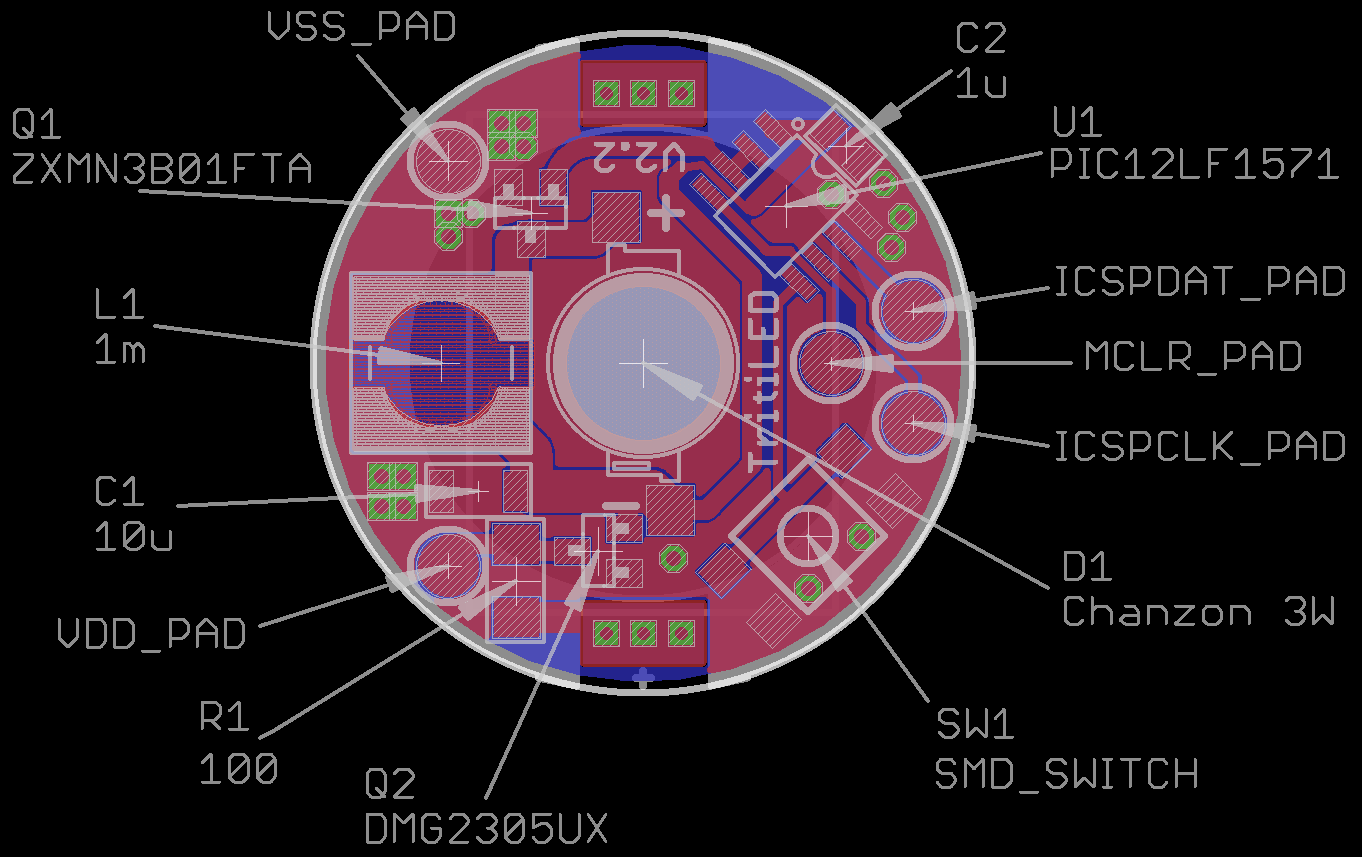 VSS_PAD
C2
1u
Q1
ZXMN3B01FTA
U1
PIC12LF1571
V2.2
+
ICSPDAT_PAD
L1
1m
TritiLED
MCLR_PAD
ICSPCLK_PAD
C1
10u
D1
Chanzon 3W
VDD_PAD
+
R1
100
SW1
SMD_SWITCH
Q2
DMG2305UX